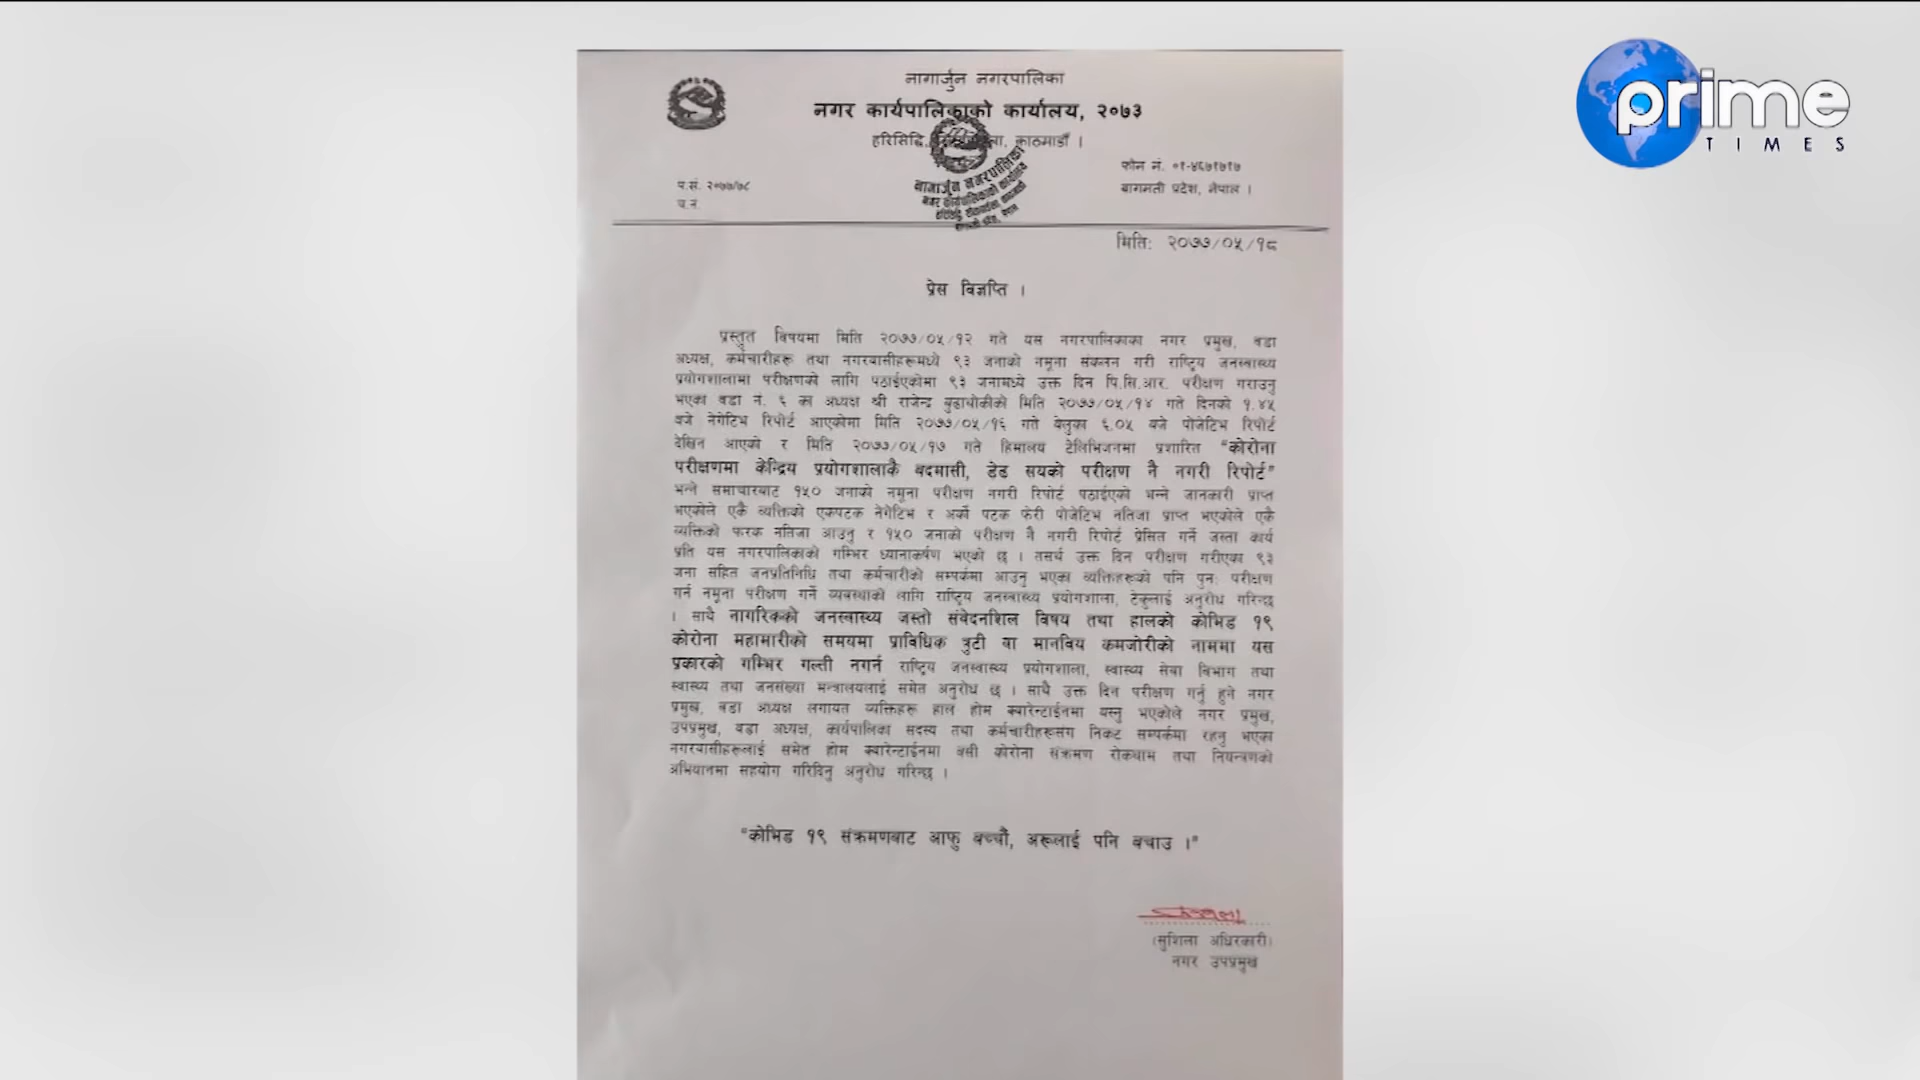 नागार्जुन नगरपालिका
नगर कार्यपालिकाको कार्यालय, २०७३
हरिसिद्धि, काठमाडौं ।
prime
TIMES
फोन नं. ०१-४६७१७१७
प.सं. २०७७/७८
बागमती प्रदेश, नेपाल ।
च.नं
नागार्जुन नगरपालिका
नगर कार्यपालिकाको कार्यालय
मिति: २०७७/०५/१८
प्रेस विज्ञप्ति ।
प्रस्तुत विषयमा मिति २०७७/०५/१२ गते यस नगरपालिकाका नगर प्रमुख, वडा
अध्यक्ष, कर्मचारीहरू तथा नगरवासीहरूमध्ये ९३ जनाको नमूना संकलन गरी राष्ट्रिय जनस्वास्थ्य
प्रयोगशालामा परीक्षणको लागि पठाईएकोमा ९३ जनामध्ये उक्त दिन पि.सि.आर. परीक्षण गराउनु
भएका वडा नं. ६ का अध्यक्ष श्री राजेन्द्र बुढाथोकीको मिति २०७७/०५/१४ गते दिनको १.४५
बजे नेगेटिभ रिपोर्ट आएकोमा मिति २०७७/०५/१६ गते बेलुका ६.०५ बजे पोजेटिभ रिपोर्ट
देखिन आएको र मिति २०७७/०५/१७ गते हिमालय टेलिभिजनमा प्रशारित "कोरोना
परीक्षणमा केन्द्रिय प्रयोगशालाकै बदमासी, डेड सयको परीक्षण नै नगरी रिपोर्ट"
भन्ने समाचारबाट १५० जनाको नमूना परीक्षण नगरी रिपोर्ट पठाईएको भन्ने जानकारी प्राप्त
भएकोले एकै व्यक्तिको एकपटक नेगेटिभ र अर्को पटक फेरी पोजेटिभ नतिजा प्राप्त भएकोले एकै
व्यक्तिको फरक नतिजा आउनु र १५० जनाको परीक्षण नै नगरी रिपोर्ट प्रेसित गर्ने जस्ता कार्य
प्रति यस नगरपालिकाको गम्भिर ध्यानाकर्षण भएको छ । तसर्थ उक्त दिन परीक्षण गरीएका ९३
जना सहित जनप्रतिनिधि तथा कर्मचारीको सम्पर्कमा आउनु भएका व्यक्तिहरूको पनि पुन: परीक्षण
गर्न नमूना परीक्षण गर्ने व्यवस्थाको लागि राष्ट्रिय जनस्वास्थ्य प्रयोगशाला, टेकुलाई अनुरोध गरिन्छ
। साथै नागरिकको जनस्वास्थ्य जस्तो संवेदनशिल विषय तथा हालको कोभिड १९
कोरोना महामारीको समयमा प्राविधिक त्रुटी वा मानविय कमजोरीको नाममा यस
प्रकारको गम्भिर गल्ती नगर्न राष्ट्रिय जनस्वास्थ्य प्रयोगशाला, स्वास्थ्य सेवा विभाग तथा
स्वास्थ्य तथा जनसंख्या मन्त्रालयलाई समेत अनुरोध छ । साथै उक्त दिन परीक्षण गर्नु हुने नगर
प्रमुख, वडा अध्यक्ष लगायत व्यक्तिहरू हाल होम क्वारेन्टाईनमा बस्नु भएकोले नगर प्रमुख,
उपप्रमुख, वडा अध्यक्ष, कार्यपालिका सदस्य तथा कर्मचारीहरूसंग निकट सम्पर्कमा रहनु भएका
नगरवासीहरूलाई समेत होम क्वारेन्टाईनमा बसी कोरोना संक्रमण रोकथाम तथा नियन्त्रणको
अभियानमा सहयोग गरिदिनु अनुरोध गरिन्छ ।
"कोभिड १९ संक्रमणबाट आफु बच्चौं, अरूलाई पनि बचाउ ।"
(सुशिला अधिरकारी)
नगर उपप्रमुख